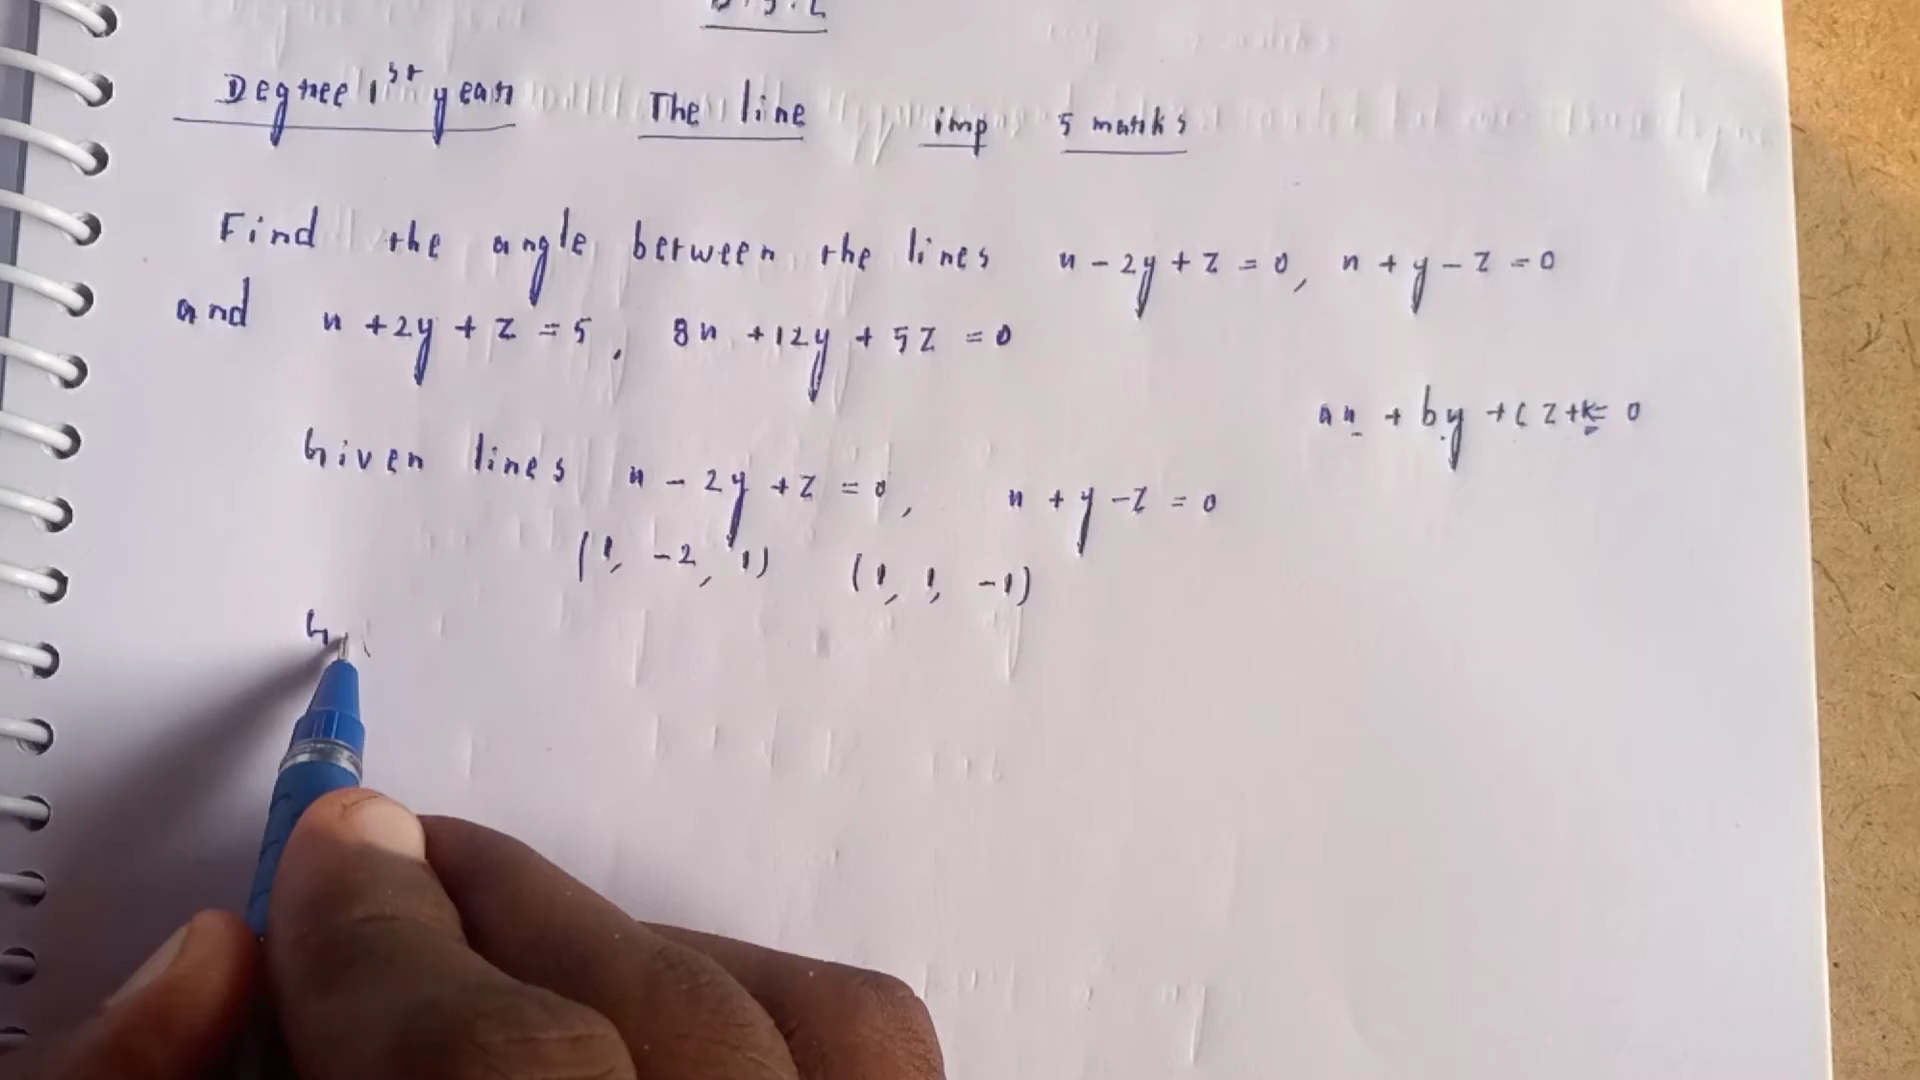 Degree 1st year The line imp 5 marks
Find the angle between the lines x - 2y + z = 0, x + y - z = 0
and x + 2y + z = 5, 8x + 12y + 5z = 0
ax + by + cz + k = 0
Given lines x - 2y + z = 0, x + y - z = 0
(1, -2, 1) (1, 1, -1)